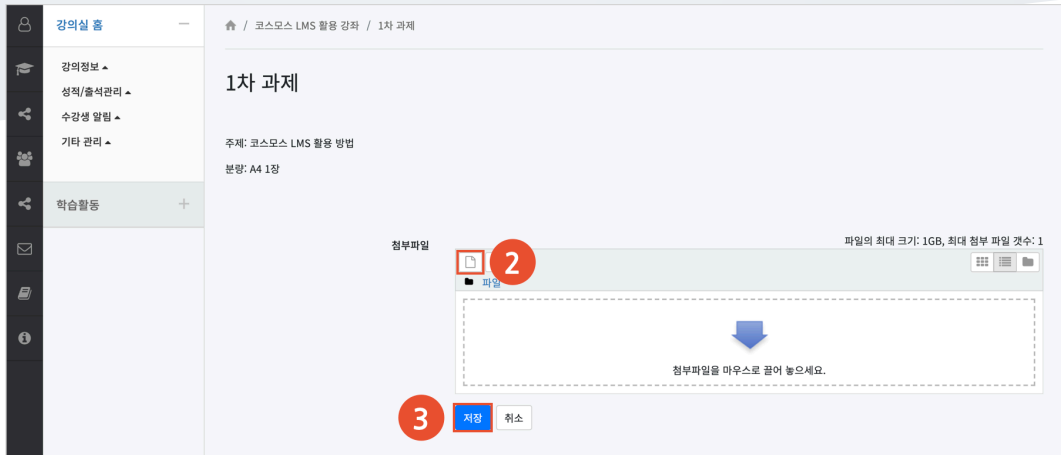 강의실 홈
/ 코스모스 LMS 활용 강좌 / 1차 과제
강의정보
성적/출석관리
수강생 알림
기타 관리
학습활동
1차 과제
주제: 코스모스 LMS 활용 방법
분량: A4 1장
첨부파일
파일의 최대 크기: 1GB, 최대 첨부 파일 갯수: 1
2
파일
첨부파일을 마우스로 끌어 놓으세요.
3
저장
취소